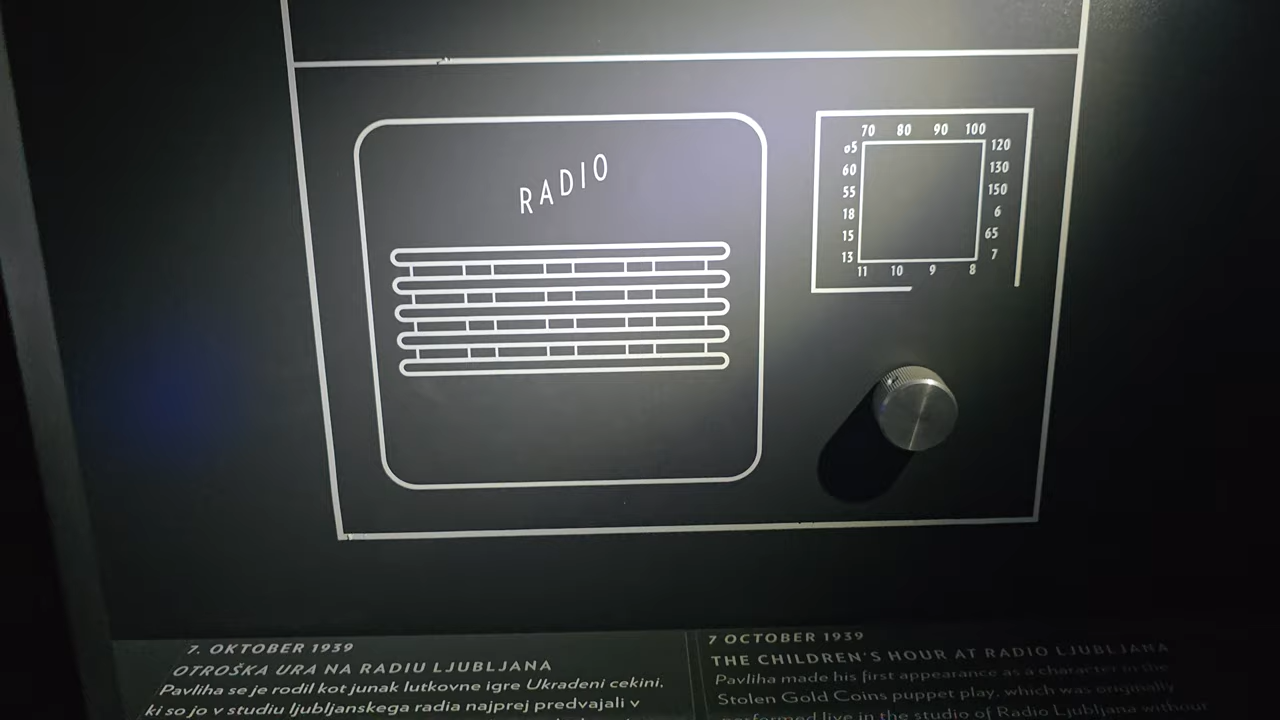 RADIO
70 80 90 100
ø5 120
60 130
55 150
18 6
15 65
13 7
11 10 9 8
7. OKTOBER 1939
OTROŠKA URA NA RADIU LJUBLJANA
Pavliha se je rodil kot junak lutkovne igre Ukradeni cekini,
ki so jo v studiu ljubljanskega radia najprej predvajali v
7 OCTOBER 1939
THE CHILDREN'S HOUR AT RADIO LJUBLJANA
Pavliha made his first appearance as a character in the
Stolen Gold Coins puppet play, which was originally
performed live in the studio of Radio Ljubljana without